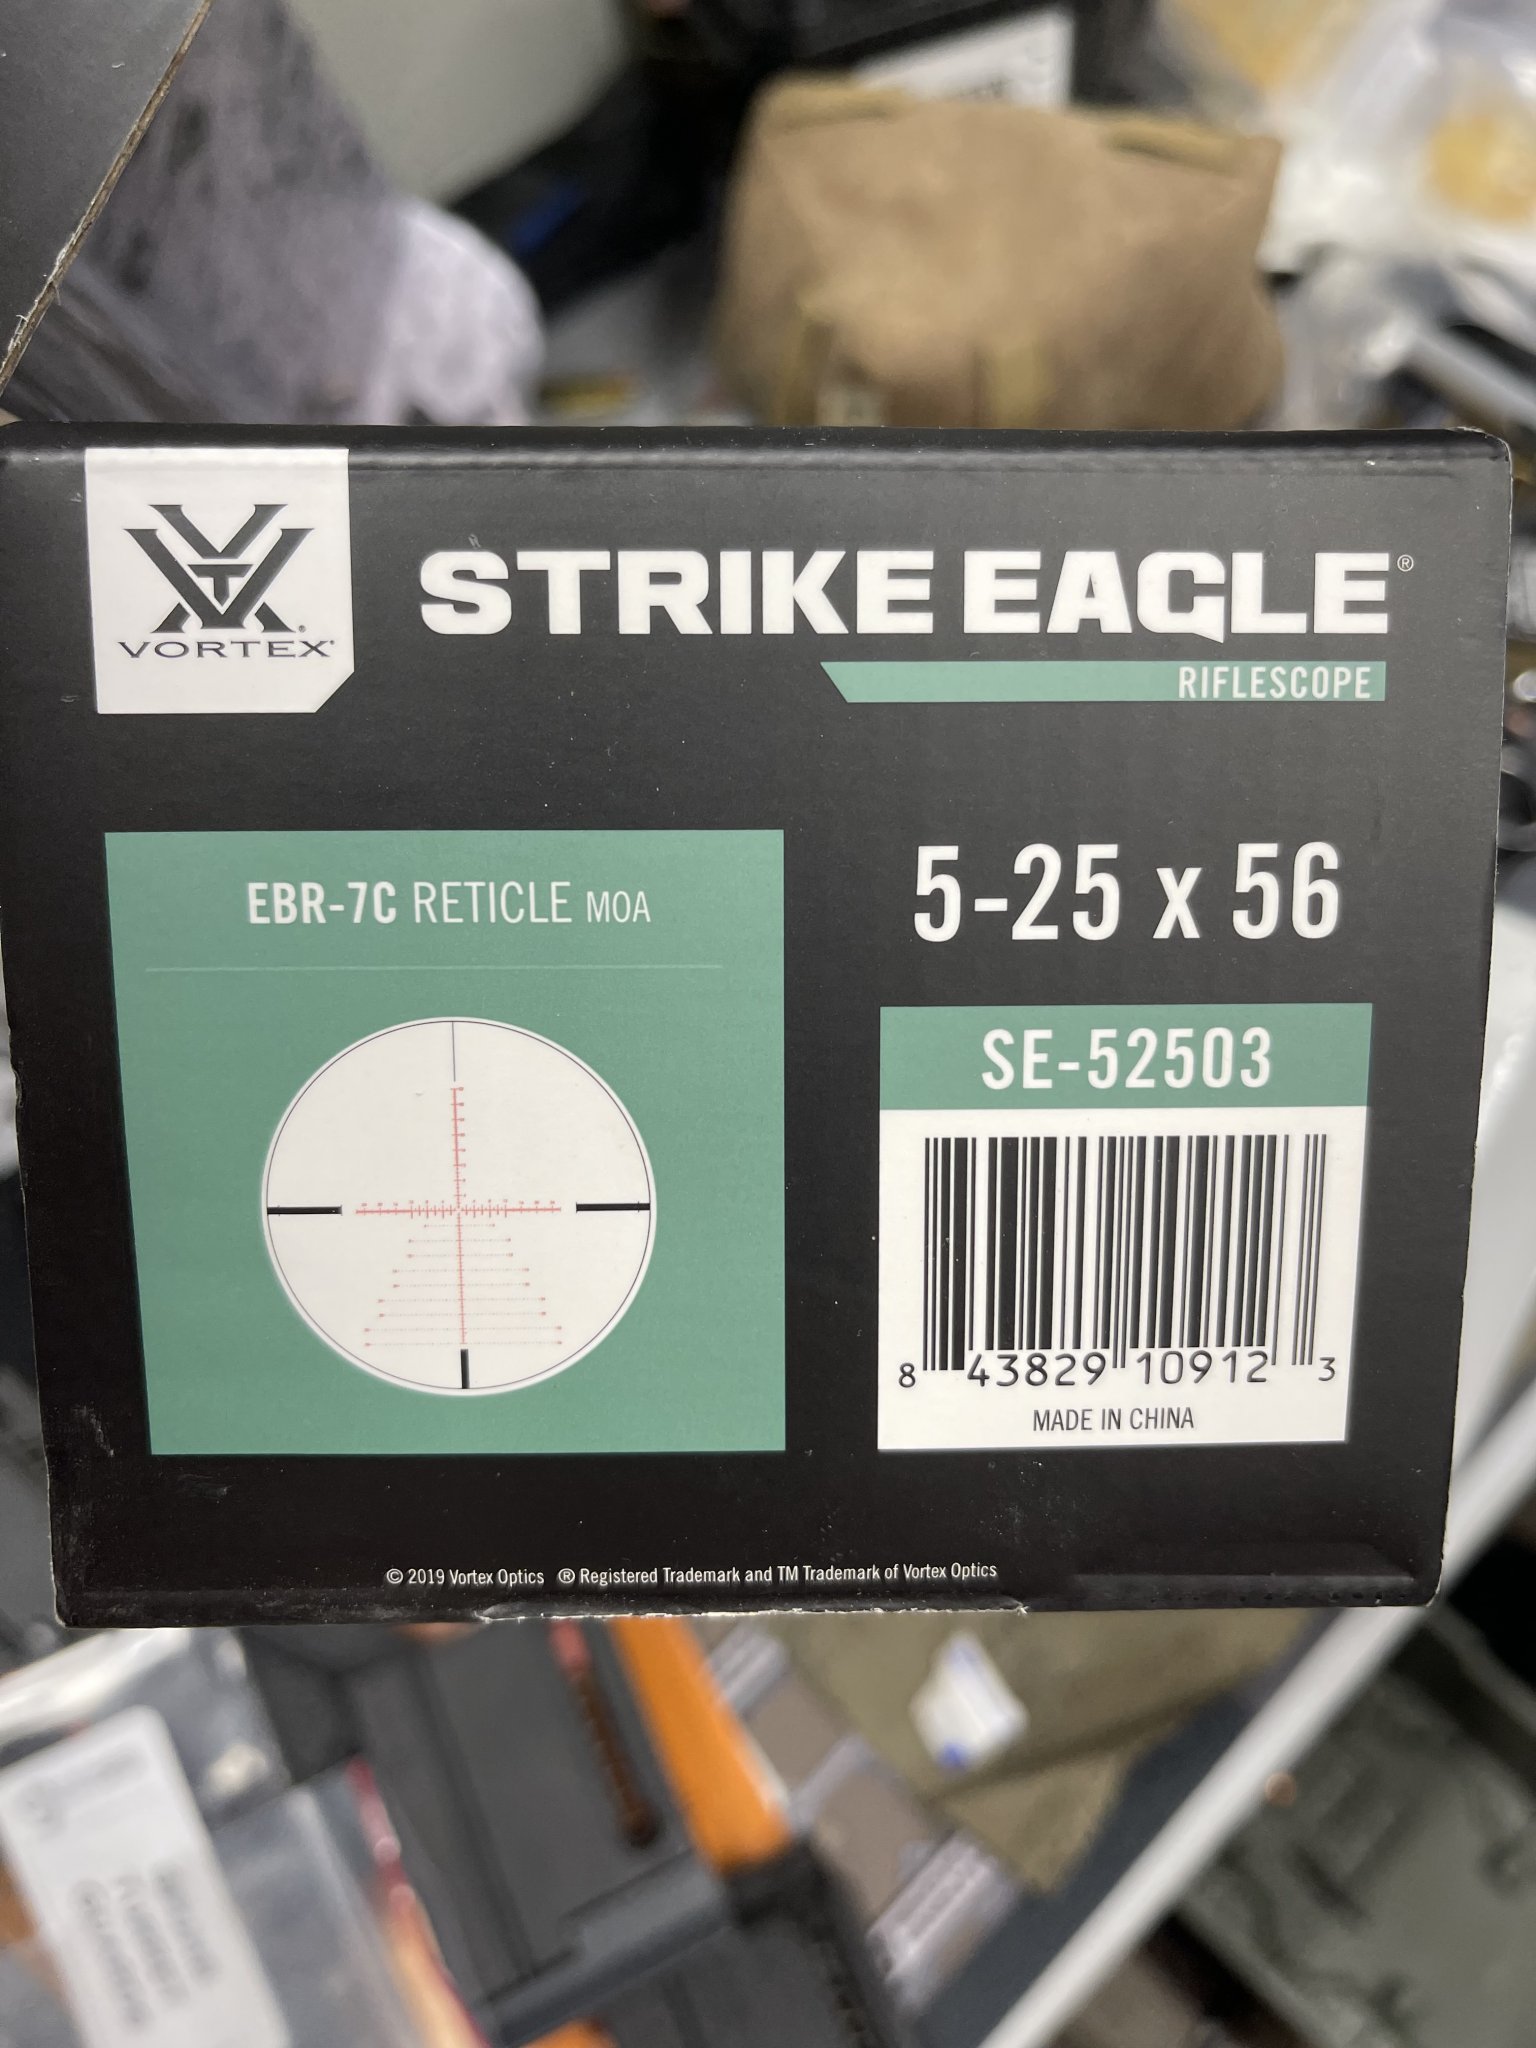 VORTEX®
STRIKE EAGLE®
RIFLESCOPE
EBR-7C RETICLE MOA
5-25 x 56
SE-52503
8 43829 10912 3
MADE IN CHINA
© 2019 Vortex Optics ® Registered Trademark and TM Trademark of Vortex Optics